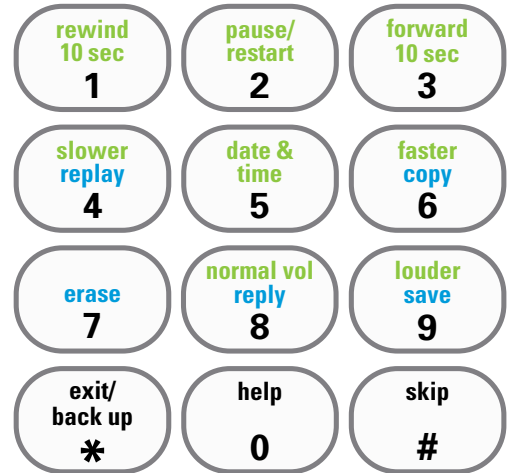 rewind
10 sec
1
pause/
restart
2
forward
10 sec
3
slower
replay
4
date &
time
5
faster
copy
6
erase
7
normal vol
reply
8
louder
save
9
exit/
back up
*
help
0
skip
#